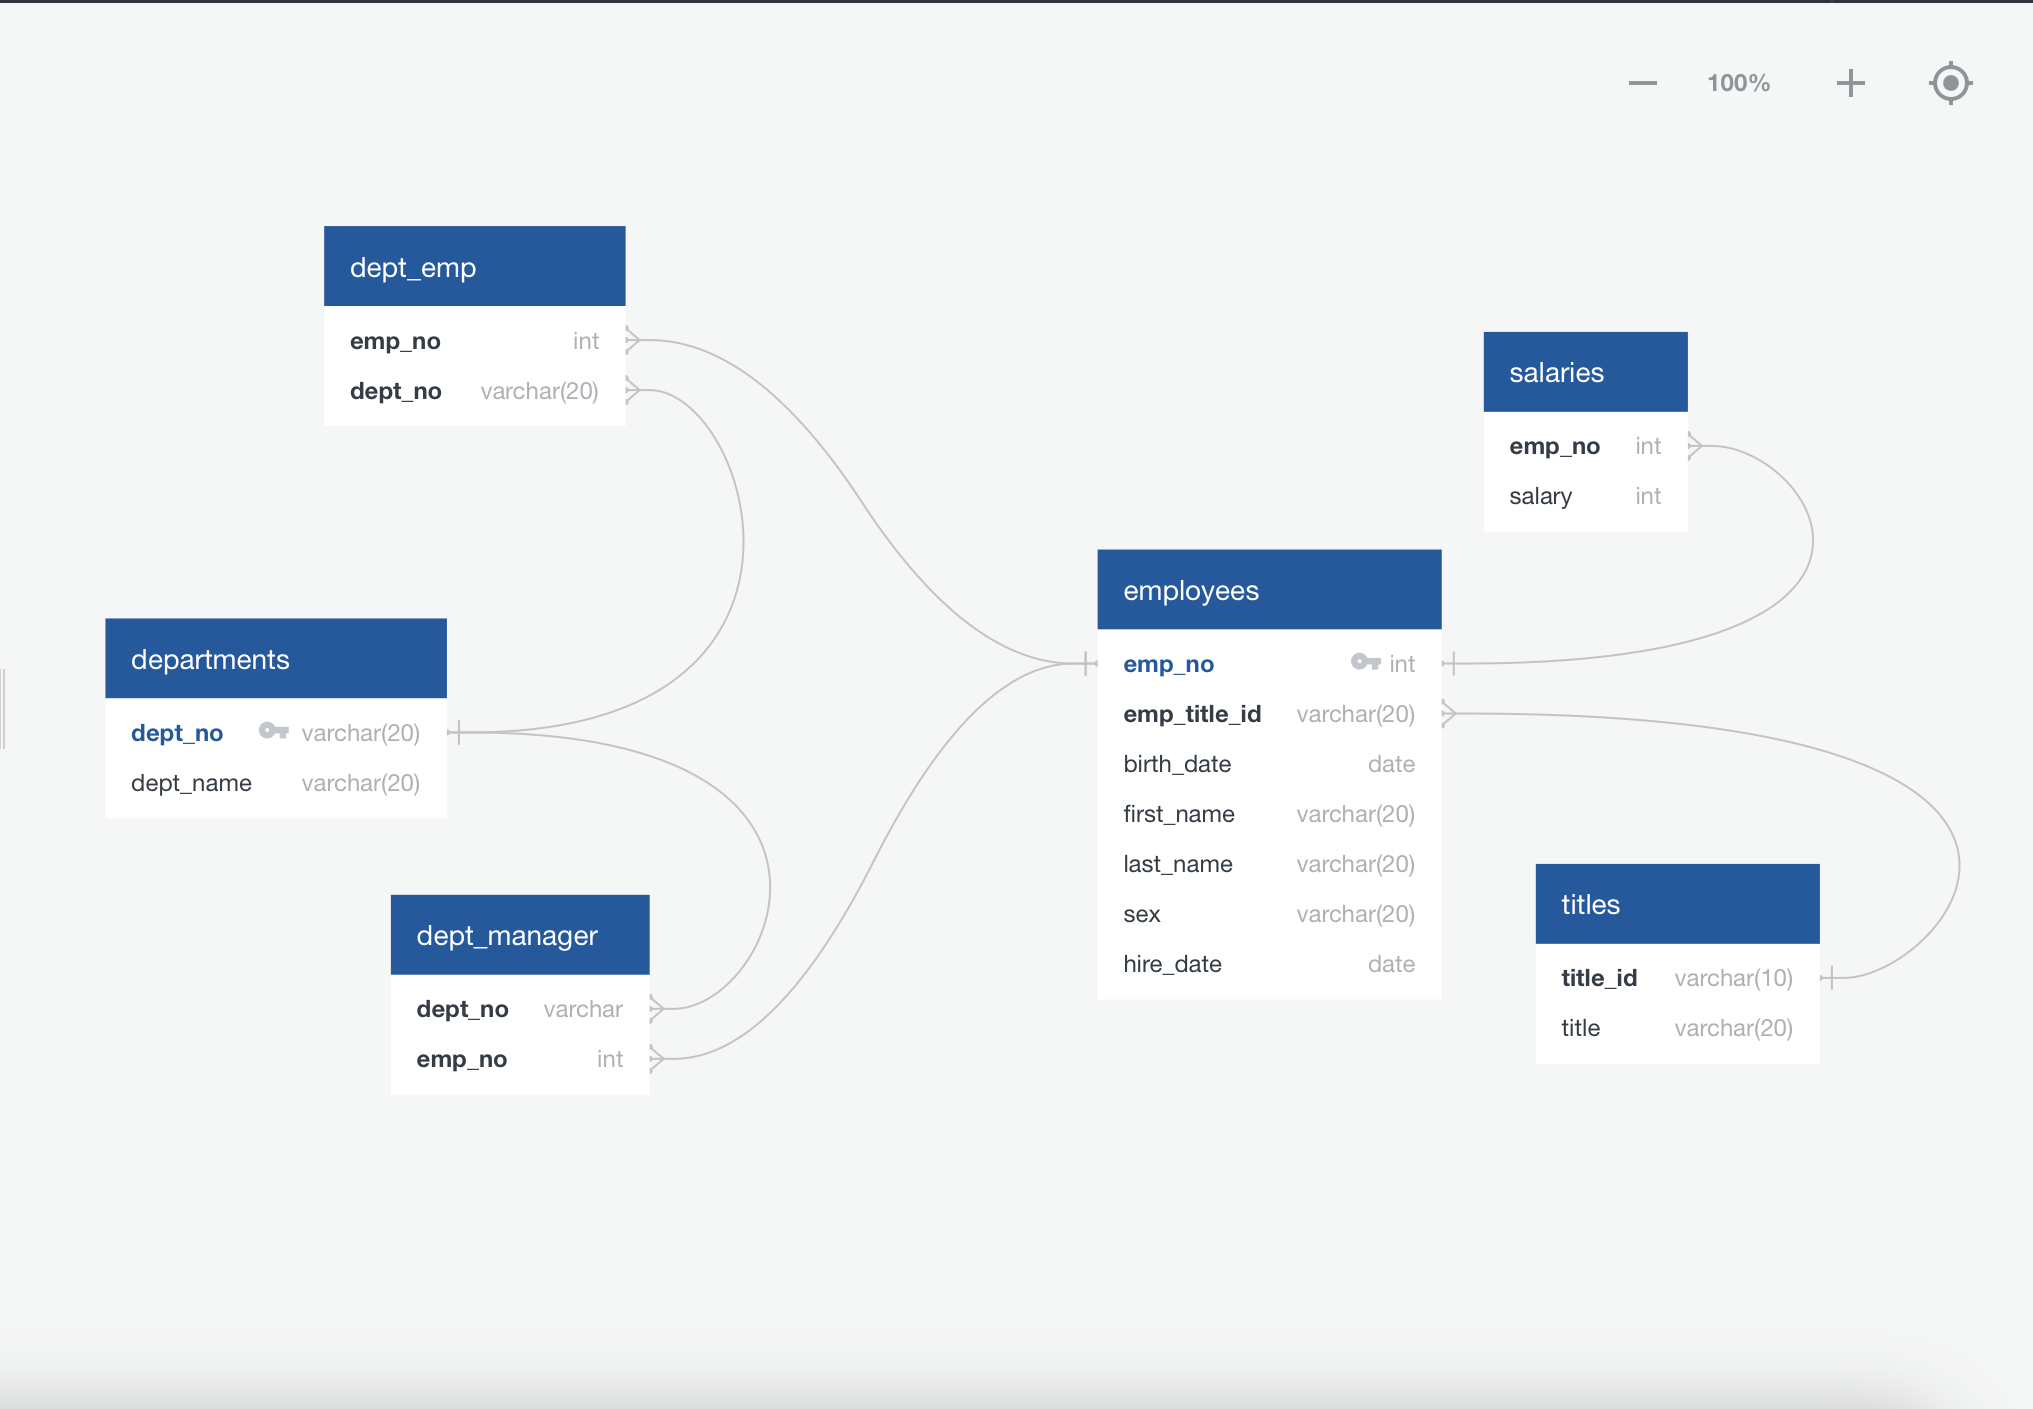 100%
dept_emp
emp_no int
dept_no varchar(20)
salaries
emp_no int
salary int
employees
emp_no int
emp_title_id varchar(20)
birth_date date
first_name varchar(20)
last_name varchar(20)
sex varchar(20)
hire_date date
departments
dept_no varchar(20)
dept_name varchar(20)
titles
title_id varchar(10)
title varchar(20)
dept_manager
dept_no varchar
emp_no int